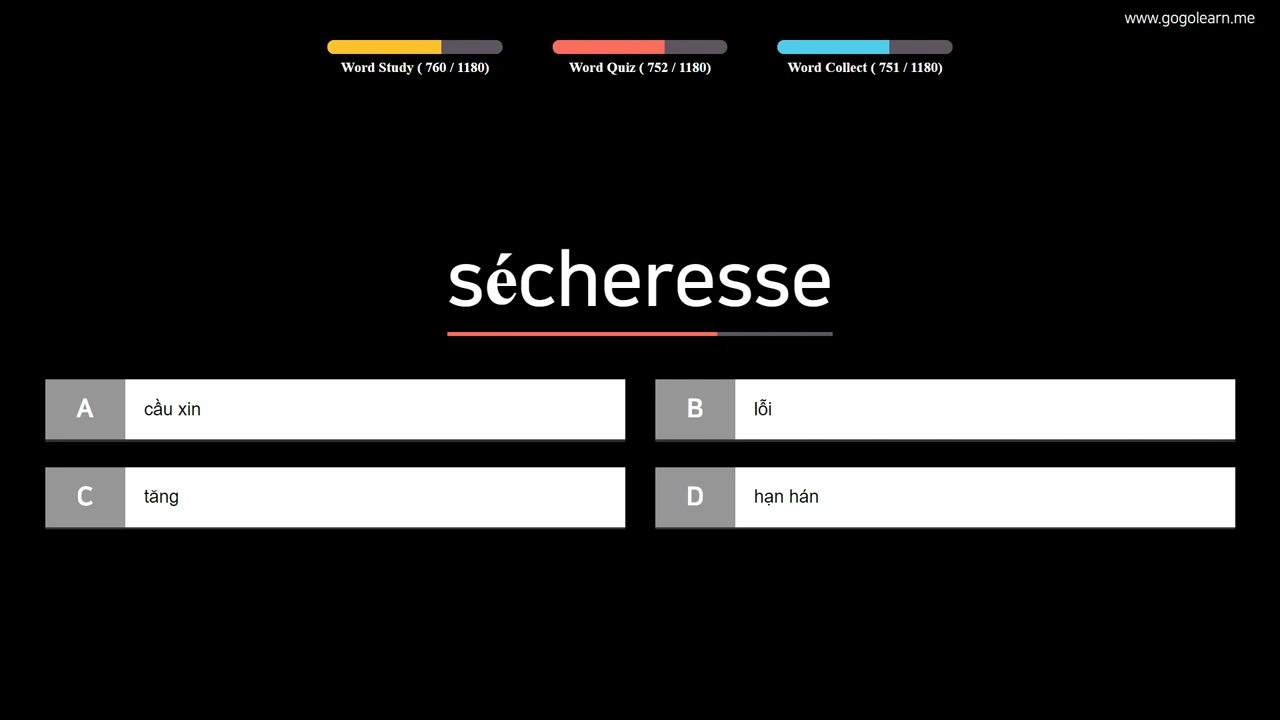 www.gogolearn.me
Word Study ( 760 / 1180)
Word Quiz ( 752 / 1180)
Word Collect ( 751 / 1180)
sécheresse
A cầu xin
B lỗi
C tăng
D hạn hán